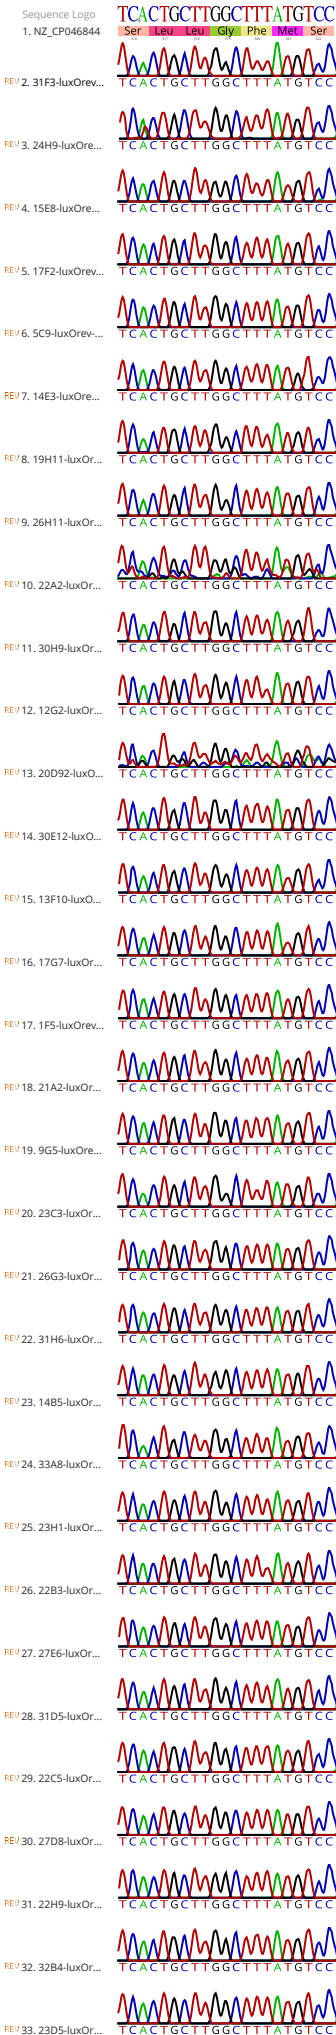 Sequence Logo
TCACTGCTTGGCTTTATGTCC
1. NZ_CP046844
Ser Leu Leu Gly Phe Met Ser
REV 2. 31F3-luxOrev...
TCACTGCTTGGCTTTATGTCC
REV 3. 24H9-luxOre...
TCACTGCTTGGCTTTATGTCC
REV 4. 15E8-luxOre...
TCACTGCTTGGCTTTATGTCC
REV 5. 17F2-luxOrev...
TCACTGCTTGGCTTTATGTCC
REV 6. 5C9-luxOrev-...
TCACTGCTTGGCTTTATGTCC
REV 7. 14E3-luxOre...
TCACTGCTTGGCTTTATGTCC
REV 8. 19H11-luxOr...
TCACTGCTTGGCTTTATGTCC
REV 9. 26H11-luxOr...
TCACTGCTTGGCTTTATGTCC
REV 10. 22A2-luxOr...
TCACTGCTTGGCTTTATGTCC
REV 11. 30H9-luxOr...
TCACTGCTTGGCTTTATGTCC
REV 12. 12G2-luxOr...
TCACTGCTTGGCTTTATGTCC
REV 13. 20D92-luxO...
TCACTGCTTGGCTTTATGTCC
REV 14. 30E12-luxO...
TCACTGCTTGGCTTTATGTCC
REV 15. 13F10-luxO...
TCACTGCTTGGCTTTATGTCC
REV 16. 17G7-luxOr...
TCACTGCTTGGCTTTATGTCC
REV 17. 1F5-luxOrev...
TCACTGCTTGGCTTTATGTCC
REV 18. 21A2-luxOr...
TCACTGCTTGGCTTTATGTCC
REV 19. 9G5-luxOre...
TCACTGCTTGGCTTTATGTCC
REV 20. 23C3-luxOr...
TCACTGCTTGGCTTTATGTCC
REV 21. 26G3-luxOr...
TCACTGCTTGGCTTTATGTCC
REV 22. 31H6-luxOr...
TCACTGCTTGGCTTTATGTCC
REV 23. 14B5-luxOr...
TCACTGCTTGGCTTTATGTCC
REV 24. 33A8-luxOr...
TCACTGCTTGGCTTTATGTCC
REV 25. 23H1-luxOr...
TCACTGCTTGGCTTTATGTCC
REV 26. 22B3-luxOr...
TCACTGCTTGGCTTTATGTCC
REV 27. 27E6-luxOr...
TCACTGCTTGGCTTTATGTCC
REV 28. 31D5-luxOr...
TCACTGCTTGGCTTTATGTCC
REV 29. 22C5-luxOr...
TCACTGCTTGGCTTTATGTCC
REV 30. 27D8-luxOr...
TCACTGCTTGGCTTTATGTCC
REV 31. 22H9-luxOr...
TCACTGCTTGGCTTTATGTCC
REV 32. 32B4-luxOr...
TCACTGCTTGGCTTTATGTCC
REV 33. 23D5-luxOr...
TCACTGCTTGGCTTTATGTCC